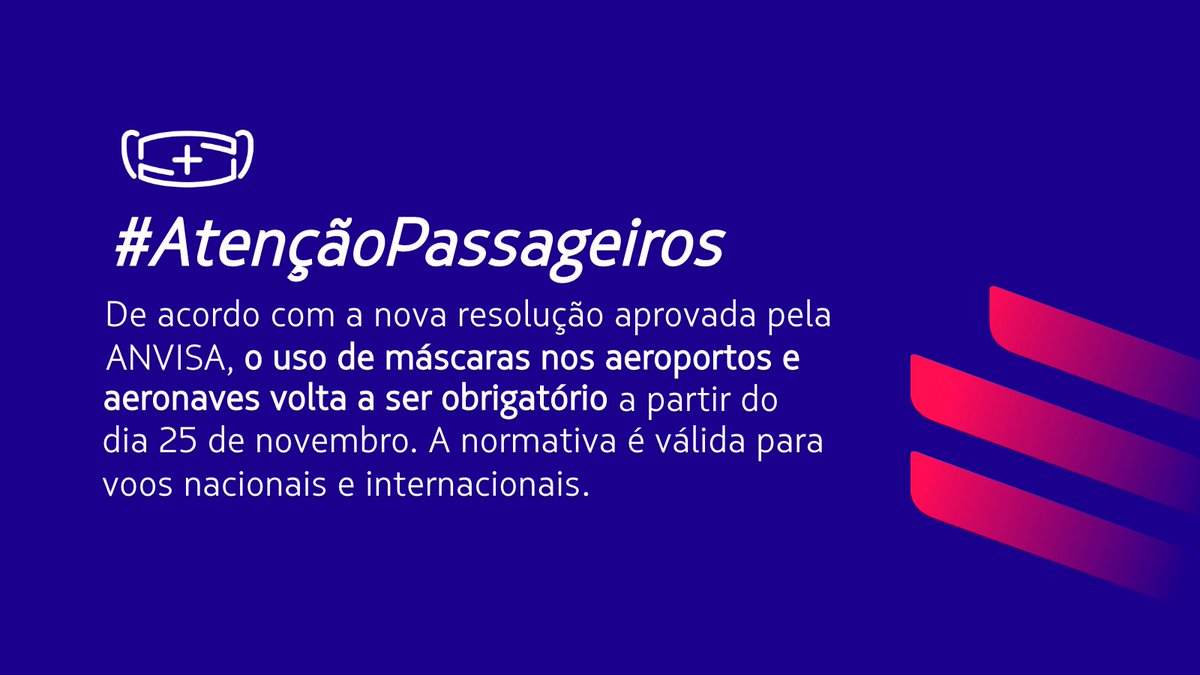 #AtençãoPassageiros
De acordo com a nova resolução aprovada pela
ANVISA, o uso de máscaras nos aeroportos e
aeronaves volta a ser obrigatório a partir do
dia 25 de novembro. A normativa é válida para
voos nacionais e internacionais.